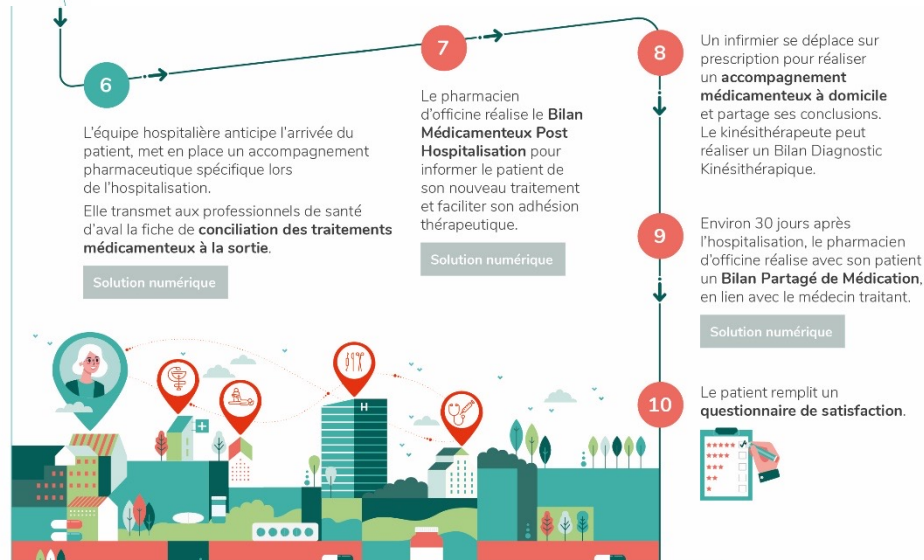 6
L'équipe hospitalière anticipe l'arrivée du
patient, met en place un accompagnement
pharmaceutique spécifique lors
de l'hospitalisation.
Elle transmet aux professionnels de santé
d'aval la fiche de conciliation des traitements
médicamenteux à la sortie.
Solution numérique
7
Le pharmacien
d'officine réalise le Bilan
Médicamenteux Post
Hospitalisation pour
informer le patient de
son nouveau traitement
et faciliter son adhésion
thérapeutique.
Solution numérique
8
Un infirmier se déplace sur
prescription pour réaliser
un accompagnement
médicamenteux à domicile
et partage ses conclusions.
Le kinésithérapeute peut
réaliser un Bilan Diagnostic
Kinésithérapique.
9
Environ 30 jours après
l'hospitalisation, le pharmacien
d'officine réalise avec son patient
un Bilan Partagé de Médication,
en lien avec le médecin traitant.
Solution numérique
10
Le patient remplit un
questionnaire de satisfaction.
H